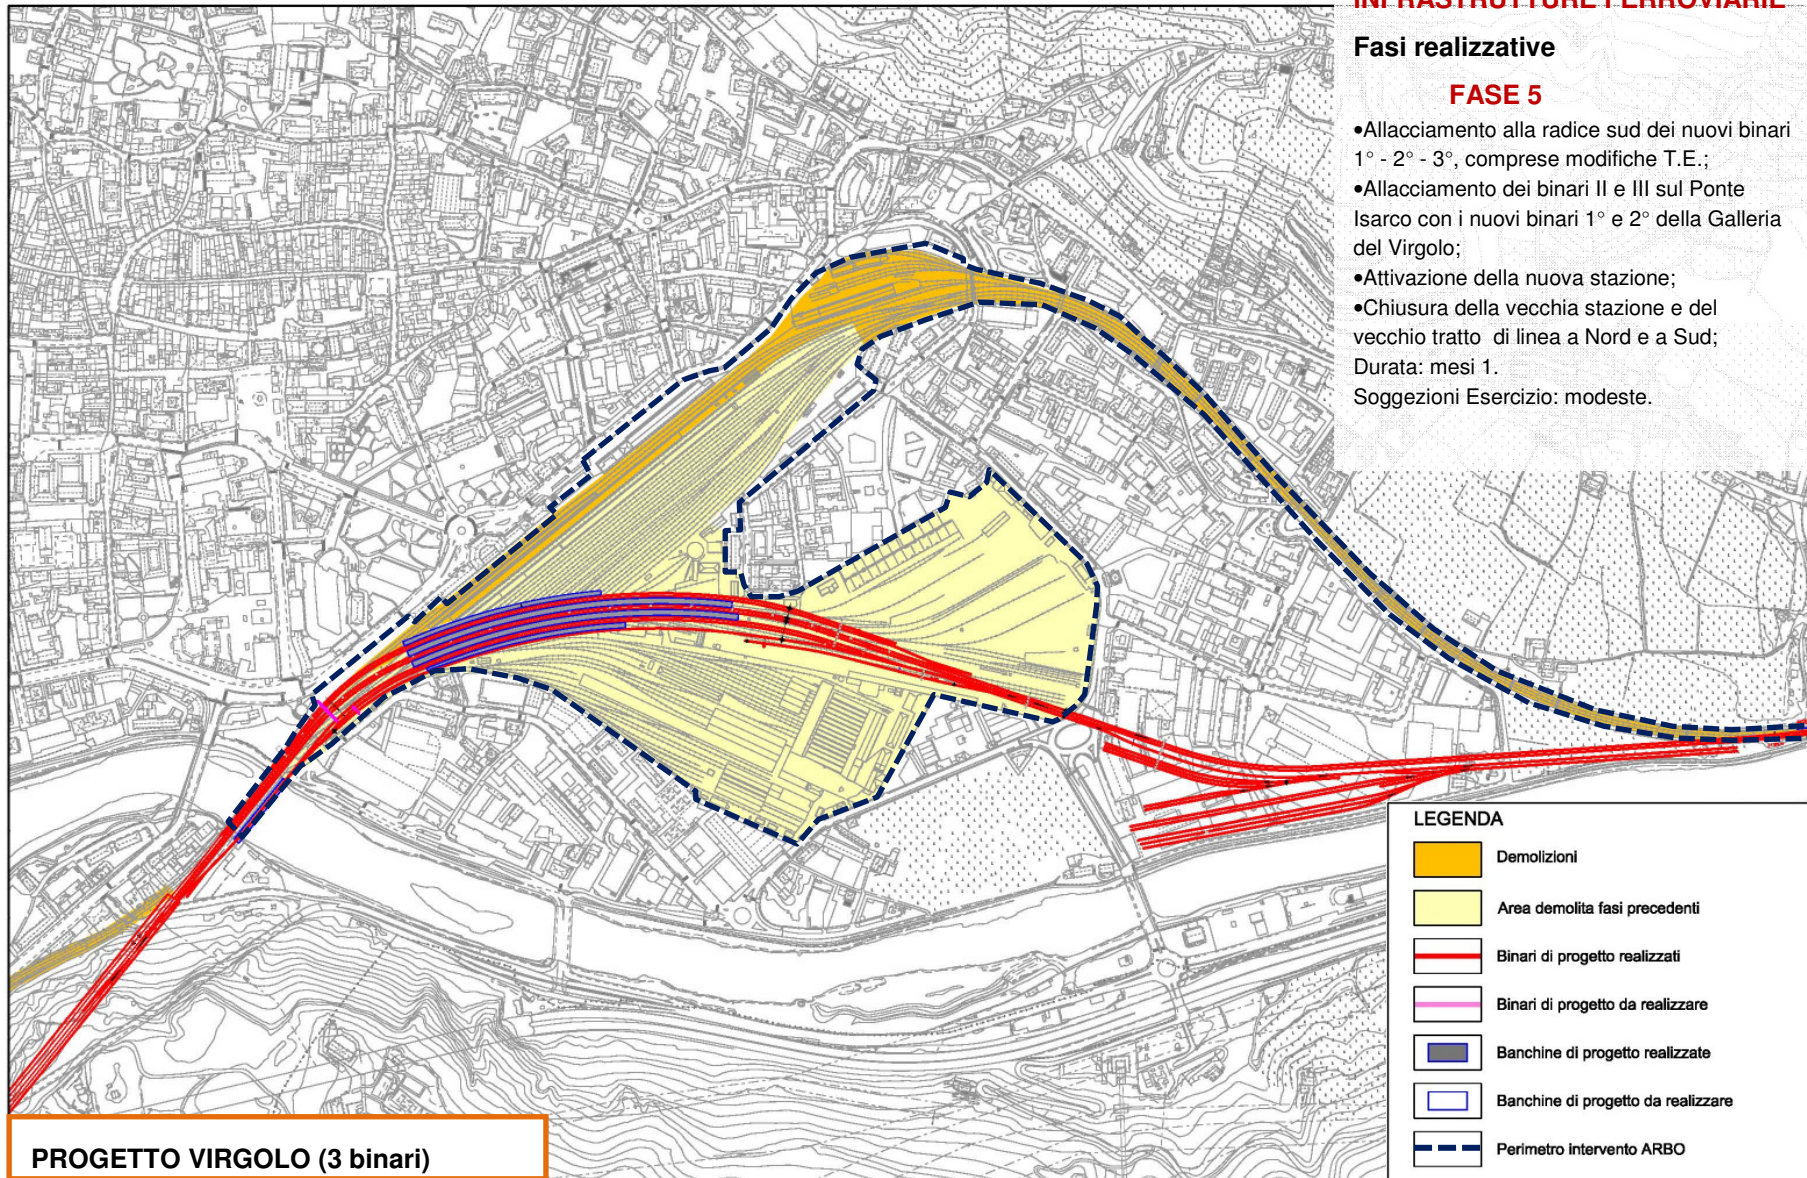 INFRASTRUTTURE FERROVIARIE
Fasi realizzative
FASE 5
•Allacciamento alla radice sud dei nuovi binari
1° - 2° - 3°, comprese modifiche T.E.;
•Allacciamento dei binari II e III sul Ponte
Isarco con i nuovi binari 1° e 2° della Galleria
del Virgolo;
•Attivazione della nuova stazione;
•Chiusura della vecchia stazione e del
vecchio tratto di linea a Nord e a Sud;
Durata: mesi 1.
Soggezioni Esercizio: modeste.
LEGENDA
Demolizioni
Area demolita fasi precedenti
Binari di progetto realizzati
Binari di progetto da realizzare
Banchine di progetto realizzate
Banchine di progetto da realizzare
Perimetro intervento ARBO
PROGETTO VIRGOLO (3 binari)